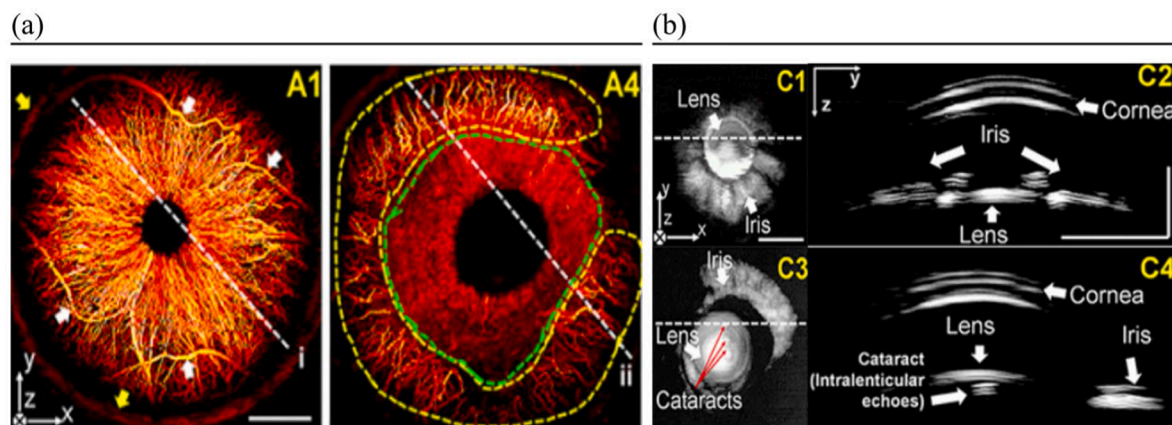 (a)
(b)
A1
i
y
z
x
A4
ii
C1
Lens
Iris
y
z
x
C2
y
z
Cornea
Iris
Lens
C3
Iris
Lens
Cataracts
C4
Cornea
Lens
Iris
Cataract
(Intralenticular
echoes)